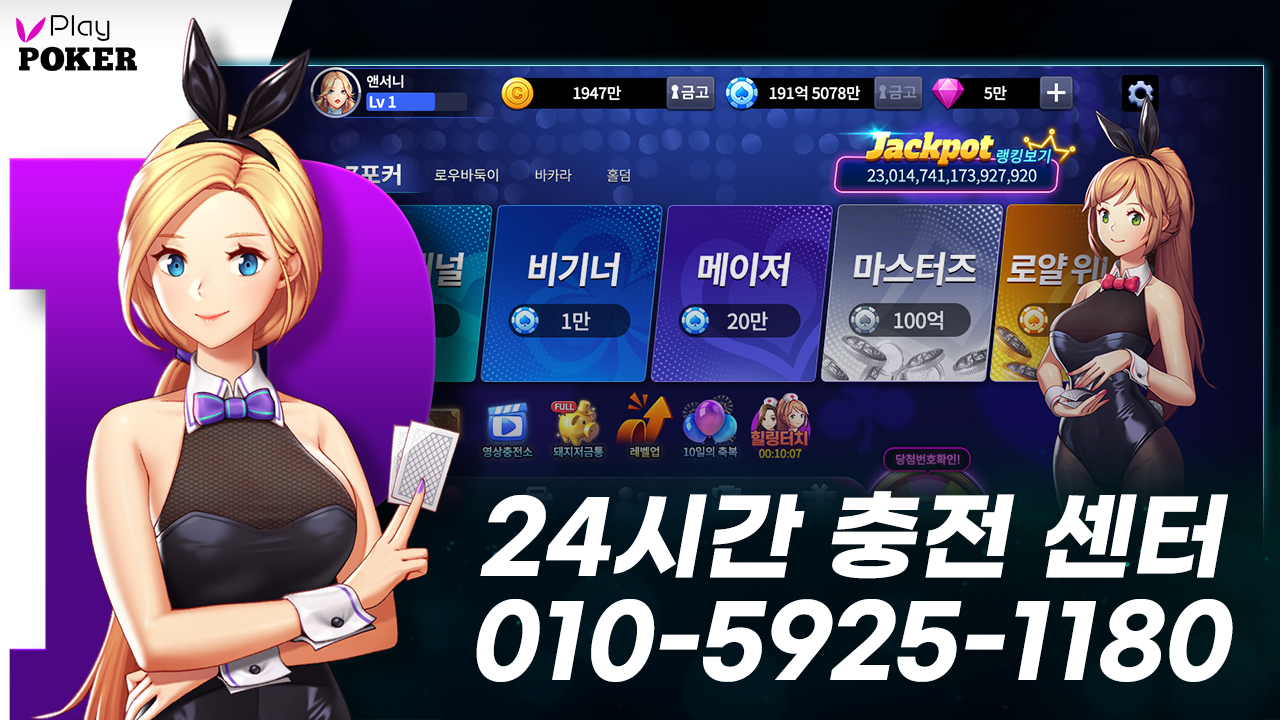 Play
POKER
앤서니
Lv 1
1947만
금고
191억 5078만
금고
5만
Jackpot
랭킹보기
23,014,741,173,927,920
포커
로우바둑이
바카라
홀덤
널
비기너
메이저
마스터즈
로얄
1만
20만
100억
FULL
영상충전소
돼지저금통
레벨업
10일의 축복
힐링터치
00:10:07
당첨번호확인!
24시간 충전 센터
010-5925-1180